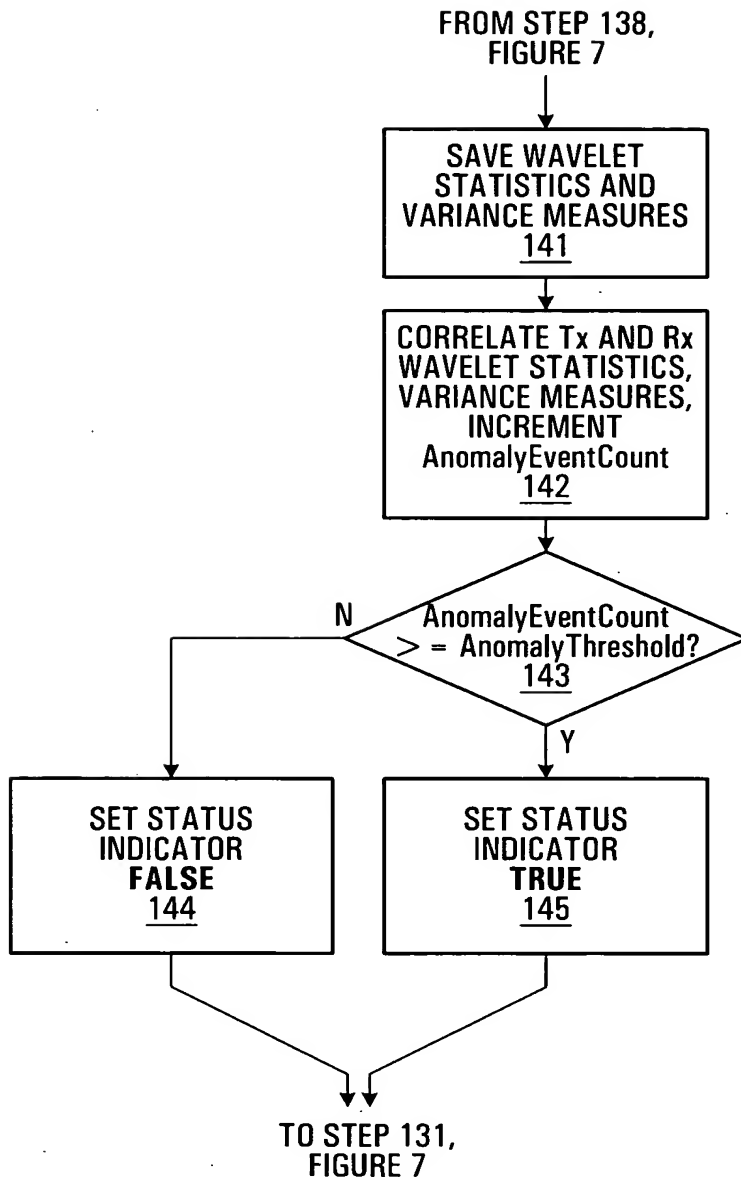 FROM STEP 138,
FIGURE 7
SAVE WAVELET
STATISTICS AND
VARIANCE MEASURES
141
CORRELATE Tx AND Rx
WAVELET STATISTICS,
VARIANCE MEASURES,
INCREMENT
AnomalyEventCount
142
N
AnomalyEventCount
> = AnomalyThreshold?
143
Y
SET STATUS
INDICATOR
FALSE
144
SET STATUS
INDICATOR
TRUE
145
TO STEP 131,
FIGURE 7